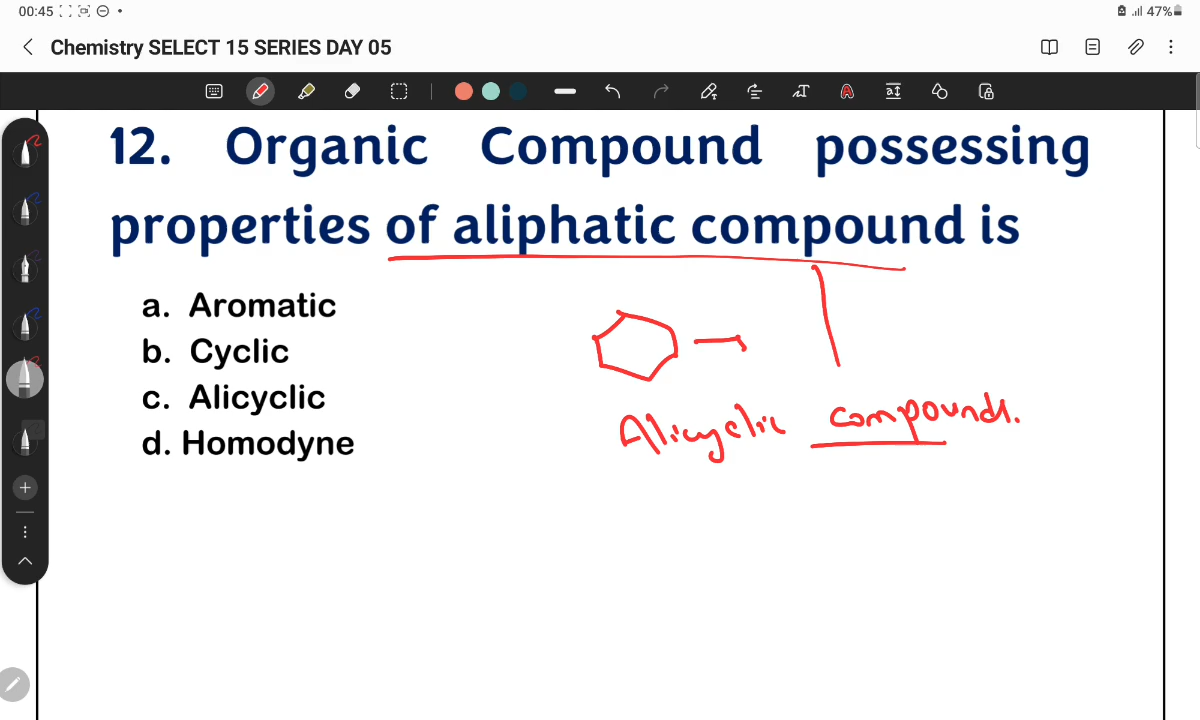 00:45
47%
Chemistry SELECT 15 SERIES DAY 05
12. Organic Compound possessing
properties of aliphatic compound is
a. Aromatic
b. Cyclic
c. Alicyclic
d. Homodyne
Alicyclic compounds.